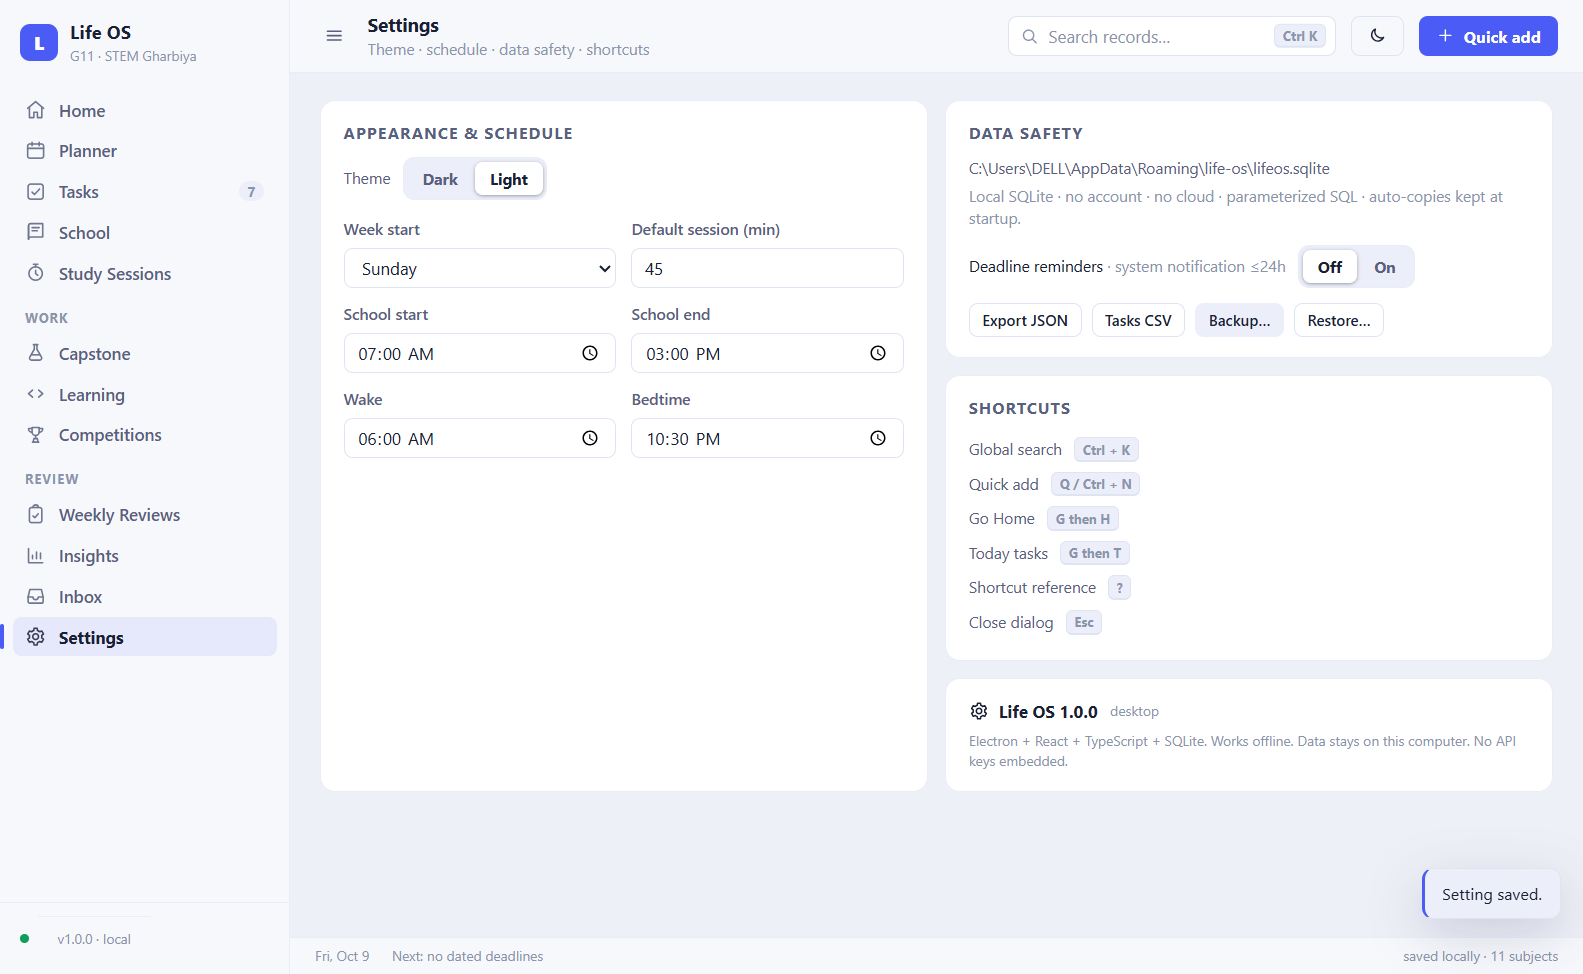 L
Life OS
G11 · STEM Gharbiya
Home
Planner
Tasks 7
School
Study Sessions
WORK
Capstone
Learning
Competitions
REVIEW
Weekly Reviews
Insights
Inbox
Settings
v1.0.0 · local
Settings
Theme · schedule · data safety · shortcuts
Search records... Ctrl K
Quick add
APPEARANCE & SCHEDULE
Theme Dark Light
Week start
Sunday
Default session (min)
45
School start
07:00 AM
School end
03:00 PM
Wake
06:00 AM
Bedtime
10:30 PM
DATA SAFETY
C:\Users\DELL\AppData\Roaming\life-os\lifeos.sqlite
Local SQLite · no account · no cloud · parameterized SQL · auto-copies kept at
startup.
Deadline reminders · system notification ≤24h Off On
Export JSON Tasks CSV Backup... Restore...
SHORTCUTS
Global search Ctrl + K
Quick add Q / Ctrl + N
Go Home G then H
Today tasks G then T
Shortcut reference ?
Close dialog Esc
Life OS 1.0.0 desktop
Electron + React + TypeScript + SQLite. Works offline. Data stays on this computer. No API
keys embedded.
Setting saved.
Fri, Oct 9 Next: no dated deadlines
saved locally · 11 subjects